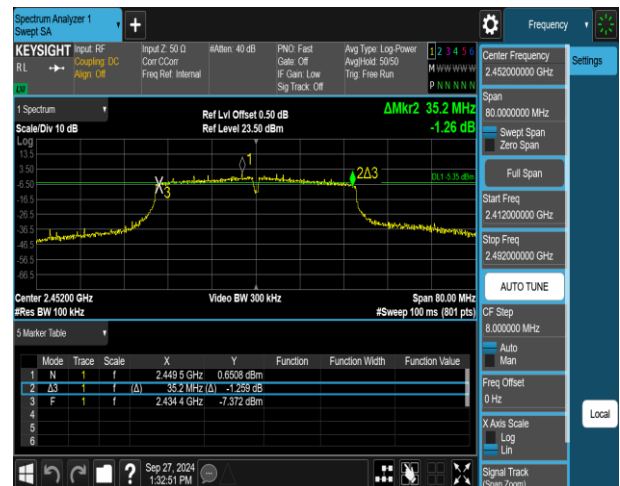 Spectrum Analyzer 1
Swept SA
+
Frequency
KEYSIGHT Input: RF Input Z: 50 Ω #Atten: 40 dB PNO: Fast Avg Type: Log-Power 1 2 3 4 5 6
RL Coupling: DC Corr CCorr Gate: Off Avg|Hold: 50/50 M W W W W W
Align: Off Freq Ref: Internal IF Gain: Low Trig: Free Run
Sig Track: Off P N N N N N
LXI
Center Frequency
2.452000000 GHz
Settings
Span
80.0000000 MHz
Swept Span
Zero Span
Full Span
Start Freq
2.412000000 GHz
Stop Freq
2.492000000 GHz
AUTO TUNE
CF Step
8.000000 MHz
Auto
Man
Freq Offset
0 Hz
X Axis Scale
Log
Lin
Local
Signal Track
(Span Zoom)
1 Spectrum
Ref Lvl Offset 0.50 dB ΔMkr2 35.2 MHz
Scale/Div 10 dB Ref Level 23.50 dBm -1.26 dB
Log
13.5
3.50
-6.50
-16.5
-26.5
-36.5
-46.5
-56.5
-66.5
1
2Δ3
3
DL1 -5.35 dBm
Center 2.45200 GHz Video BW 300 kHz Span 80.00 MHz
#Res BW 100 kHz #Sweep 100 ms (801 pts)
5 Marker Table
Mode Trace Scale X Y Function Function Width Function Value
1 N 1 f 2.449 5 GHz 0.6508 dBm
2 Δ3 1 f (Δ) 35.2 MHz (Δ) -1.259 dB
3 F 1 f 2.434 4 GHz -7.372 dBm
4
5
6
?
Sep 27, 2024
1:32:51 PM